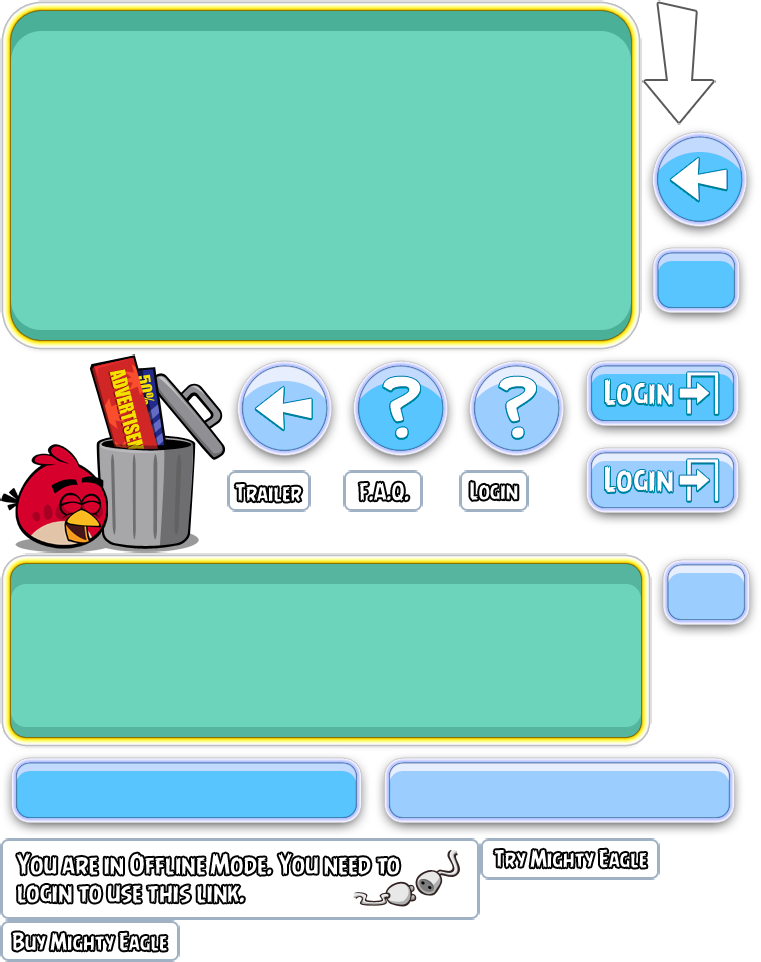 50%
ADVERTISEM
LOGIN
TRAILER
F.A.Q.
LOGIN
LOGIN
YOU ARE IN OFFLINE MODE. YOU NEED TO
LOGIN TO USE THIS LINK.
TRY MIGHTY EAGLE
BUY MIGHTY EAGLE